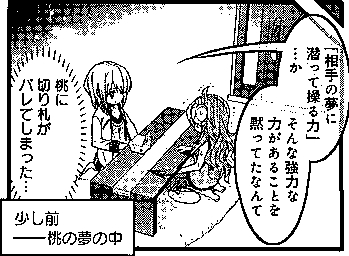 「相手の夢に
潜って操る力」
…か
そんな強力な
力があることを
黙ってたなんて
桃に
切り札が
バレてしまった…
少し前
――桃の夢の中